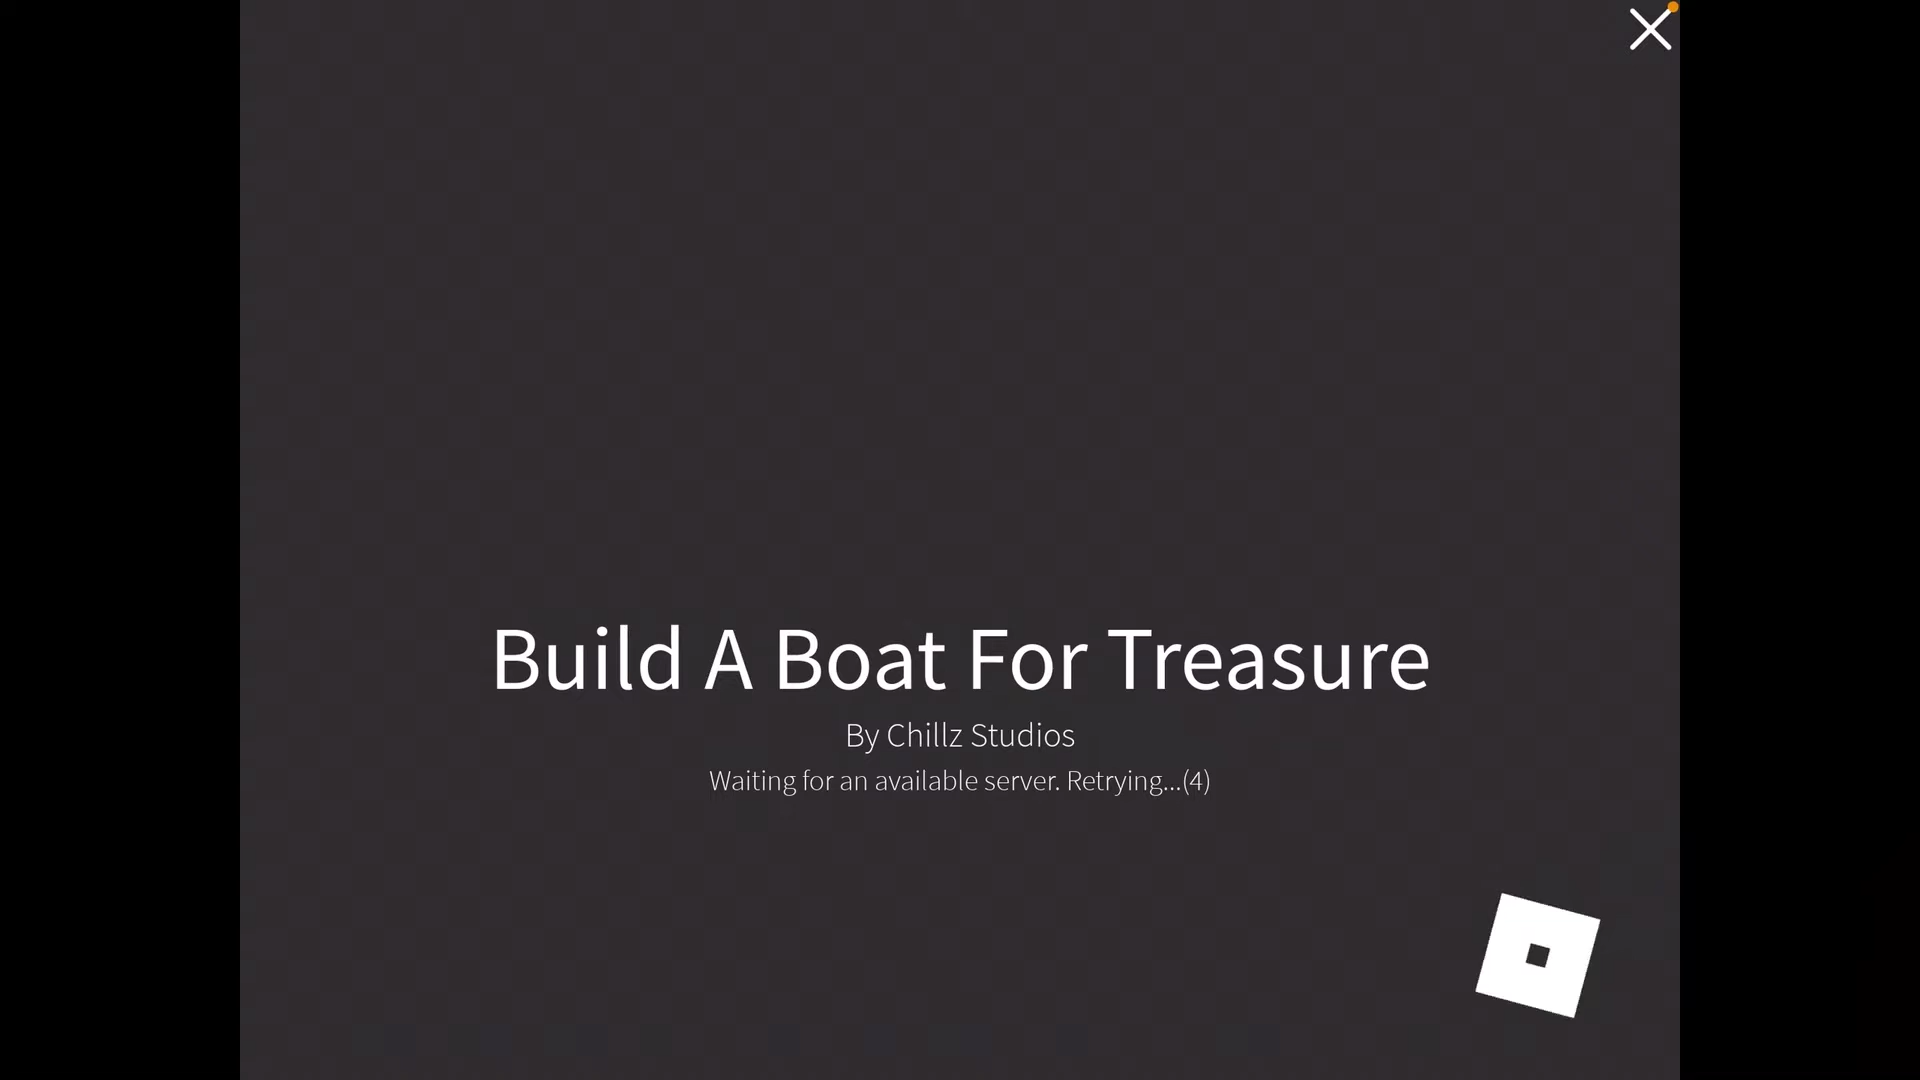 Build A Boat For Treasure
By Chillz Studios
Waiting for an available server. Retrying...(4)